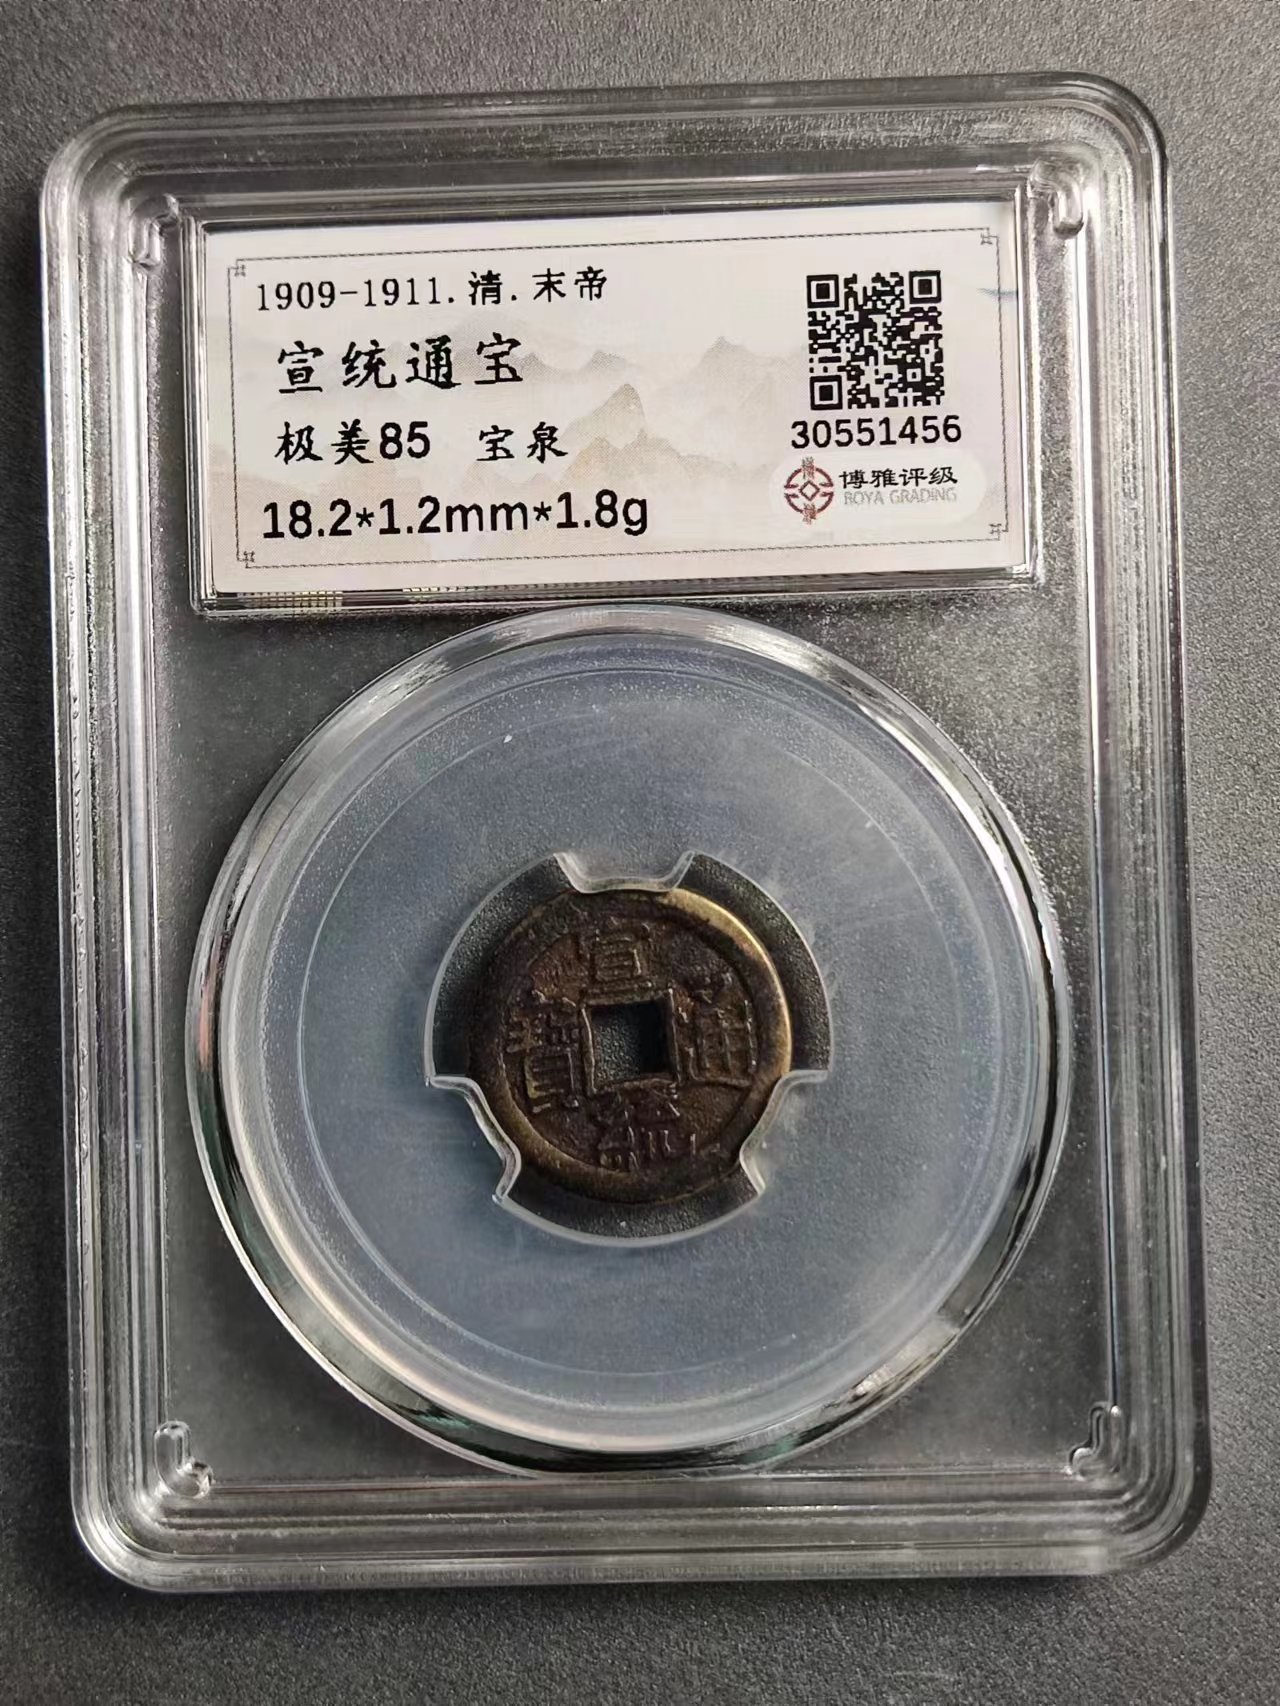 1909-1911.清.末帝
宣统通宝
极美85 宝泉
18.2*1.2mm*1.8g
30551456
博雅评级
BOYA GRADING
宣
寶 通
統